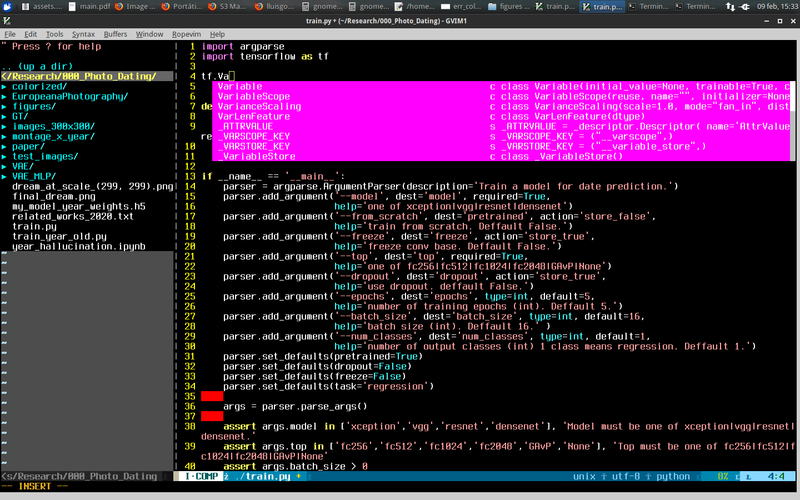 assets.... main.pdf Image ... Portáti... S3 Ma... lluisgo... gnome... gnome... /home... err_col... figures ... train.p... train.p... Termin... Termin... 09 feb, 15:33
train.py + (~/Research/000_Photo_Dating) - GVIM1
File Edit Tools Syntax Buffers Window Ropevim Help
" Press ? for help
.. (up a dir)
</Research/000_Photo_Dating/
▸ colorized/
▸ EuropeanaPhotography/
▸ figures/
▸ GT/
▸ images_300x300/
▸ montage_x_year/
▸ paper/
▸ test_images/
▸ VAE/
▸ VAE_MLP/
dream_at_scale_(299, 299).png
final_dream.png
my_model_year_weights.h5
related_works_2020.txt
train.py
train_year_old.py
year_hallucination.ipynb
<s/Research/000_Photo_Dating
1 import argparse
2 import tensorflow as tf
3
4 tf.Va
5 Variable c class Variable(initial_value=None, trainable=True, c
6 VariableScope c class VariableScope(reuse, name="", initializer=None
7 de VarianceScaling c class VarianceScaling(scale=1.0, mode="fan_in", dist
8 VarLenFeature c class VarLenFeature(dtype)
9 _ATTRVALUE s _ATTRVALUE = _descriptor.Descriptor( name='AttrValue
re _VARSCOPE_KEY s _VARSCOPE_KEY = ("__varscope",)
10 _VARSTORE_KEY s _VARSTORE_KEY = ("__variable_store",)
11 _VariableStore c class _VariableStore()
12
13 if __name__ == '__main__':
14 parser = argparse.ArgumentParser(description='Train a model for date prediction.')
15 parser.add_argument('--model', dest='model', required=True,
16 help='one of xception|vgg|resnet|densenet')
17 parser.add_argument('--from_scratch', dest='pretrained', action='store_false',
18 help='train from scratch. Deffault False.')
19 parser.add_argument('--freeze', dest='freeze', action='store_true',
20 help='freeze conv base. Deffault False.')
21 parser.add_argument('--top', dest='top', required=True,
22 help='one of fc256|fc512|fc1024|fc2048|GAvP|None')
23 parser.add_argument('--dropout', dest='dropout', action='store_true',
24 help='use dropout. deffault False.')
25 parser.add_argument('--epochs', dest='epochs', type=int, default=5,
26 help='number of training epochs (int). Deffault 5.')
27 parser.add_argument('--batch_size', dest='batch_size', type=int, default=16,
28 help='batch size (int). Deffault 16.' )
29 parser.add_argument('--num_classes', dest='num_classes', type=int, default=1,
30 help='number of output classes (int) 1 class means regression. Deffault 1.')
31 parser.set_defaults(pretrained=True)
32 parser.set_defaults(dropout=False)
33 parser.set_defaults(freeze=False)
34 parser.set_defaults(task='regression')
35
36 args = parser.parse_args()
37
38 assert args.model in ['xception','vgg','resnet','densenet'], 'Model must be one of xception|vgg|resnet|
densenet.'
39 assert args.top in ['fc256','fc512','fc1024','fc2048','GAvP','None'], 'Top must be one of fc256|fc512|f
c1024|fc2048|GAvP|None'
40 assert args.batch_size > 0
I·COMP ./train.py + unix utf-8 python 8% 4:4
-- INSERT --